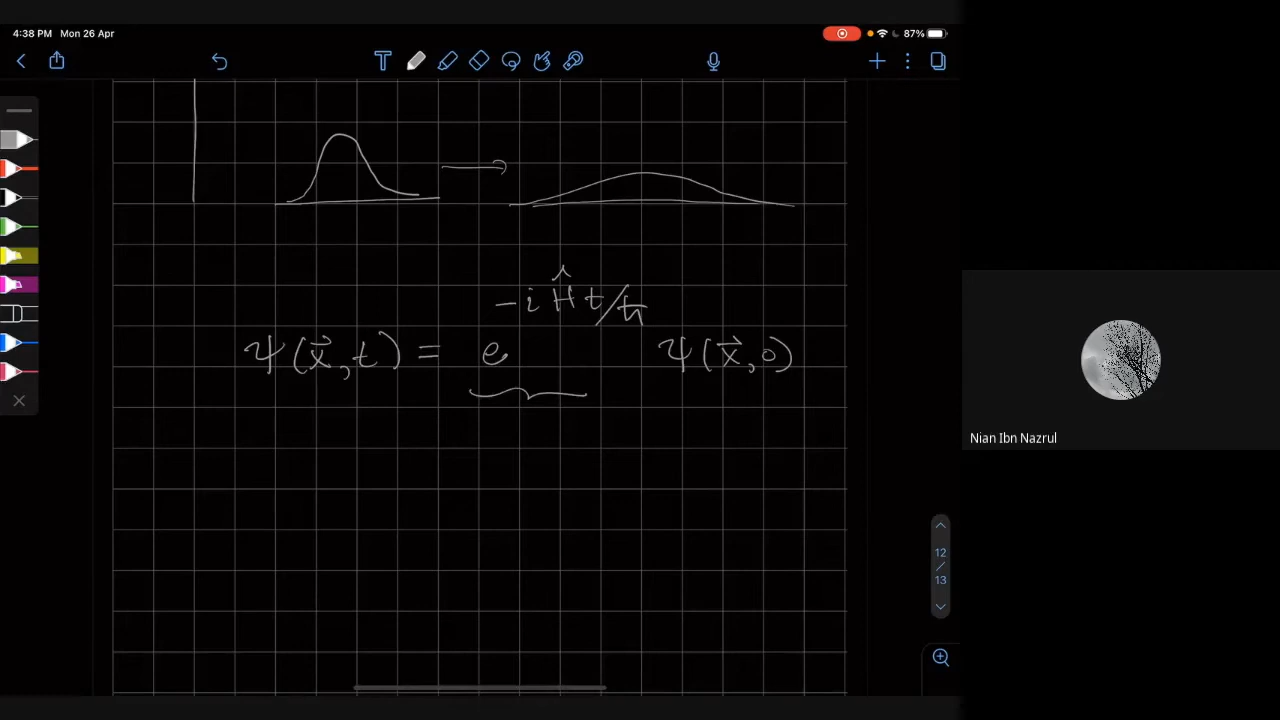 4:38 PM Mon 26 Apr
87%
-iĤt/ħ
ψ(x⃗,t) = e ψ(x⃗,0)
Nian Ibn Nazrul
12
/
13